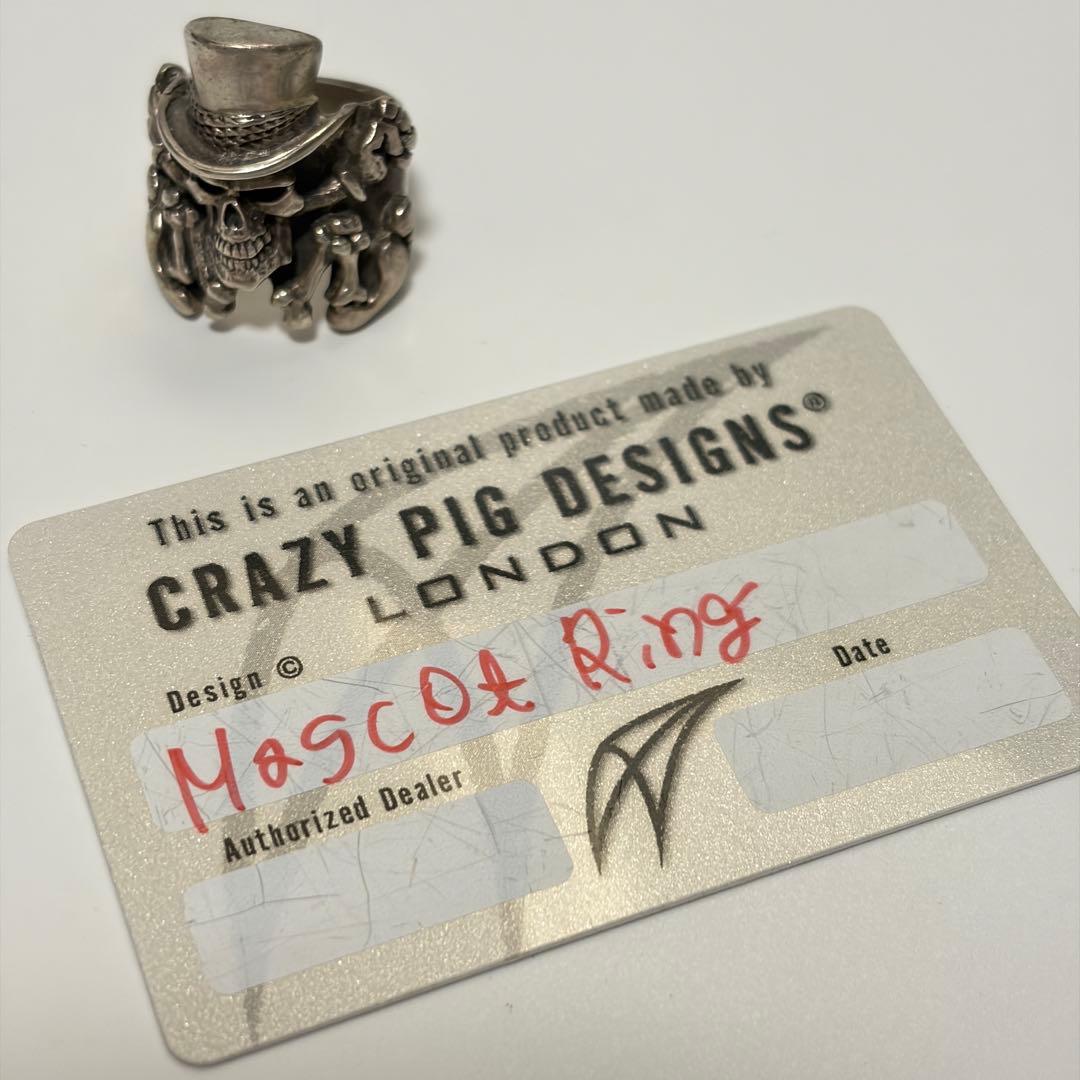 This is an original product made by
CRAZY PIG DESIGNS®
LONDON
Design ©
Mascot Ring
Date
Authorized Dealer